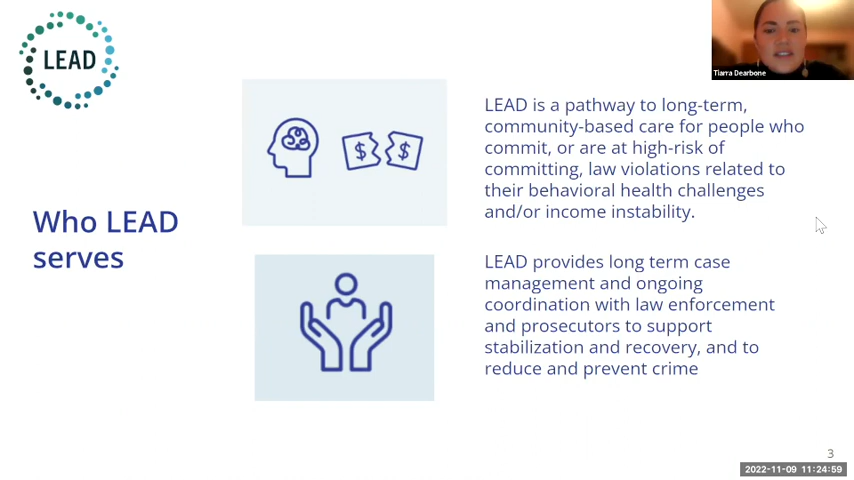 LEAD
Tiarra Dearbone
Who LEAD
serves
$ $
LEAD is a pathway to long-term,
community-based care for people who
commit, or are at high-risk of
committing, law violations related to
their behavioral health challenges
and/or income instability.
LEAD provides long term case
management and ongoing
coordination with law enforcement
and prosecutors to support
stabilization and recovery, and to
reduce and prevent crime
3
2022-11-09 11:24:59